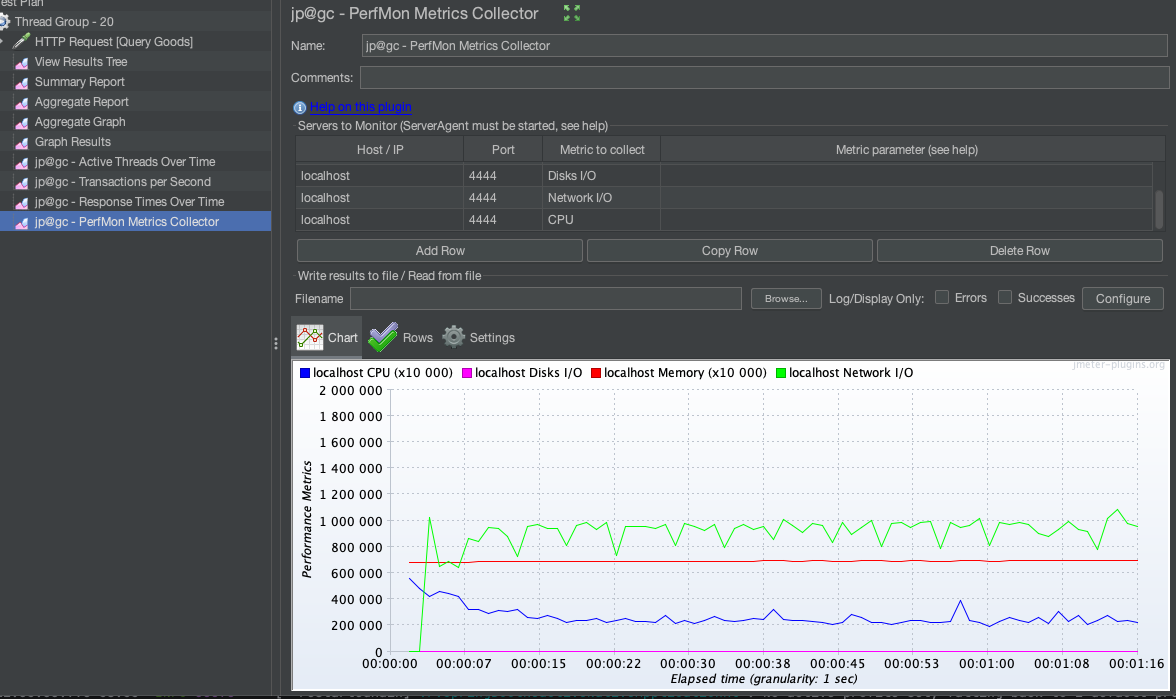 est Plan
Thread Group - 20
HTTP Request [Query Goods]
View Results Tree
Summary Report
Aggregate Report
Aggregate Graph
Graph Results
jp@gc - Active Threads Over Time
jp@gc - Transactions per Second
jp@gc - Response Times Over Time
jp@gc - PerfMon Metrics Collector
jp@gc - PerfMon Metrics Collector
Name: jp@gc - PerfMon Metrics Collector
Comments:
Help on this plugin
Servers to Monitor (ServerAgent must be started, see help)
Host / IP Port Metric to collect Metric parameter (see help)
localhost 4444 Disks I/O
localhost 4444 Network I/O
localhost 4444 CPU
Add Row Copy Row Delete Row
Write results to file / Read from file
Filename Browse... Log/Display Only: Errors Successes Configure
Chart Rows Settings
jmeter-plugins.org
localhost CPU (x10 000) localhost Disks I/O localhost Memory (x10 000) localhost Network I/O
2 000 000
1 800 000
1 600 000
1 400 000
1 200 000
1 000 000
800 000
600 000
400 000
200 000
0
Performance Metrics
00:00:00 00:00:07 00:00:15 00:00:22 00:00:30 00:00:38 00:00:45 00:00:53 00:01:00 00:01:08 00:01:16
Elapsed time (granularity: 1 sec)